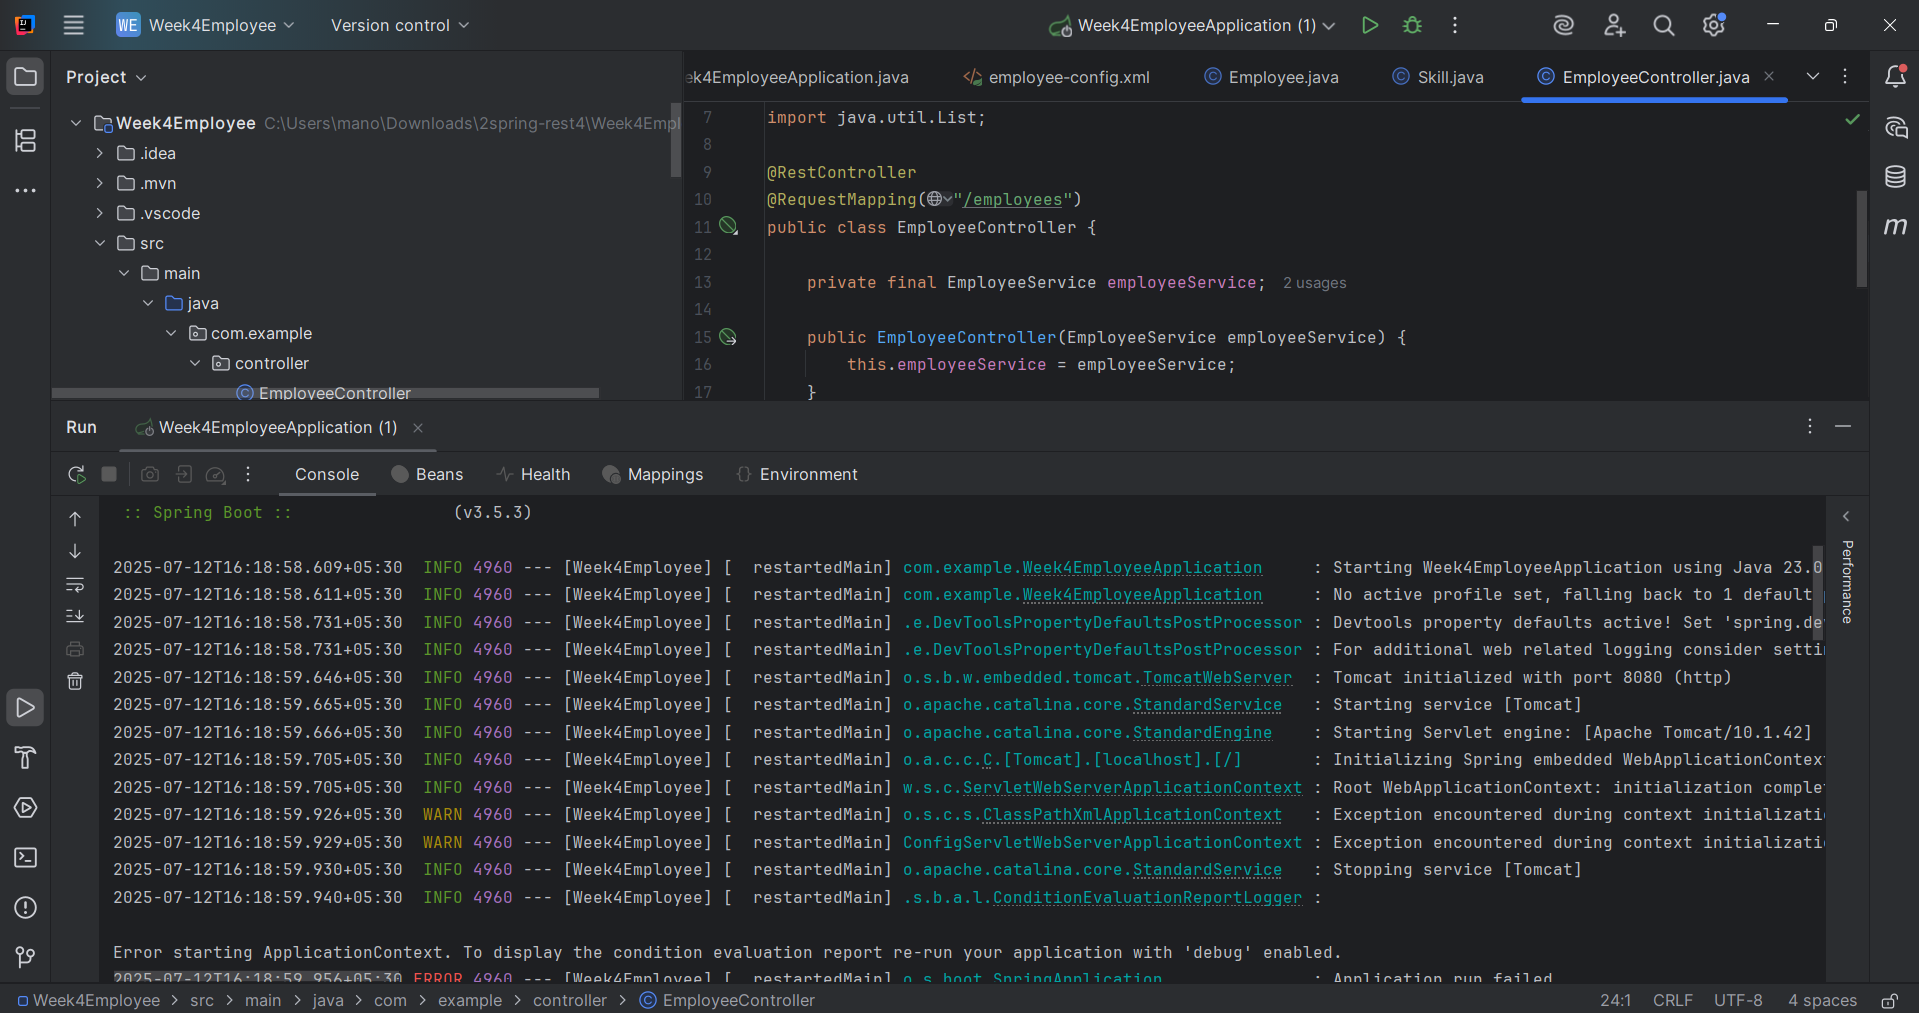 WE Week4Employee Version control Week4EmployeeApplication (1)
Project
Week4Employee C:\Users\mano\Downloads\2spring-rest4\Week4Empl
.idea
.mvn
.vscode
src
main
java
com.example
controller
EmployeeController
ek4EmployeeApplication.java employee-config.xml Employee.java Skill.java EmployeeController.java
7 import java.util.List;
8
9 @RestController
10 @RequestMapping("/employees")
11 public class EmployeeController {
12
13 private final EmployeeService employeeService; 2 usages
14
15 public EmployeeController(EmployeeService employeeService) {
16 this.employeeService = employeeService;
17 }
m
Run Week4EmployeeApplication (1)
Console Beans Health Mappings Environment
:: Spring Boot :: (v3.5.3)
2025-07-12T16:18:58.609+05:30 INFO 4960 --- [Week4Employee] [ restartedMain] com.example.Week4EmployeeApplication : Starting Week4EmployeeApplication using Java 23.0
2025-07-12T16:18:58.611+05:30 INFO 4960 --- [Week4Employee] [ restartedMain] com.example.Week4EmployeeApplication : No active profile set, falling back to 1 default
2025-07-12T16:18:58.731+05:30 INFO 4960 --- [Week4Employee] [ restartedMain] .e.DevToolsPropertyDefaultsPostProcessor : Devtools property defaults active! Set 'spring.de
2025-07-12T16:18:58.731+05:30 INFO 4960 --- [Week4Employee] [ restartedMain] .e.DevToolsPropertyDefaultsPostProcessor : For additional web related logging consider setti
2025-07-12T16:18:59.646+05:30 INFO 4960 --- [Week4Employee] [ restartedMain] o.s.b.w.embedded.tomcat.TomcatWebServer : Tomcat initialized with port 8080 (http)
2025-07-12T16:18:59.665+05:30 INFO 4960 --- [Week4Employee] [ restartedMain] o.apache.catalina.core.StandardService : Starting service [Tomcat]
2025-07-12T16:18:59.666+05:30 INFO 4960 --- [Week4Employee] [ restartedMain] o.apache.catalina.core.StandardEngine : Starting Servlet engine: [Apache Tomcat/10.1.42]
2025-07-12T16:18:59.705+05:30 INFO 4960 --- [Week4Employee] [ restartedMain] o.a.c.c.C.[Tomcat].[localhost].[/] : Initializing Spring embedded WebApplicationContext
2025-07-12T16:18:59.705+05:30 INFO 4960 --- [Week4Employee] [ restartedMain] w.s.c.ServletWebServerApplicationContext : Root WebApplicationContext: initialization comple
2025-07-12T16:18:59.926+05:30 WARN 4960 --- [Week4Employee] [ restartedMain] o.s.c.s.ClassPathXmlApplicationContext : Exception encountered during context initializati
2025-07-12T16:18:59.929+05:30 WARN 4960 --- [Week4Employee] [ restartedMain] ConfigServletWebServerApplicationContext : Exception encountered during context initializati
2025-07-12T16:18:59.930+05:30 INFO 4960 --- [Week4Employee] [ restartedMain] o.apache.catalina.core.StandardService : Stopping service [Tomcat]
2025-07-12T16:18:59.940+05:30 INFO 4960 --- [Week4Employee] [ restartedMain] .s.b.a.l.ConditionEvaluationReportLogger :
Error starting ApplicationContext. To display the condition evaluation report re-run your application with 'debug' enabled.
2025-07-12T16:18:59.956+05:30 ERROR 4960 --- [Week4Employee] [ restartedMain] o.s.boot.SpringApplication : Application run failed
Performance
Week4Employee > src > main > java > com > example > controller > EmployeeController 24:1 CRLF UTF-8 4 spaces